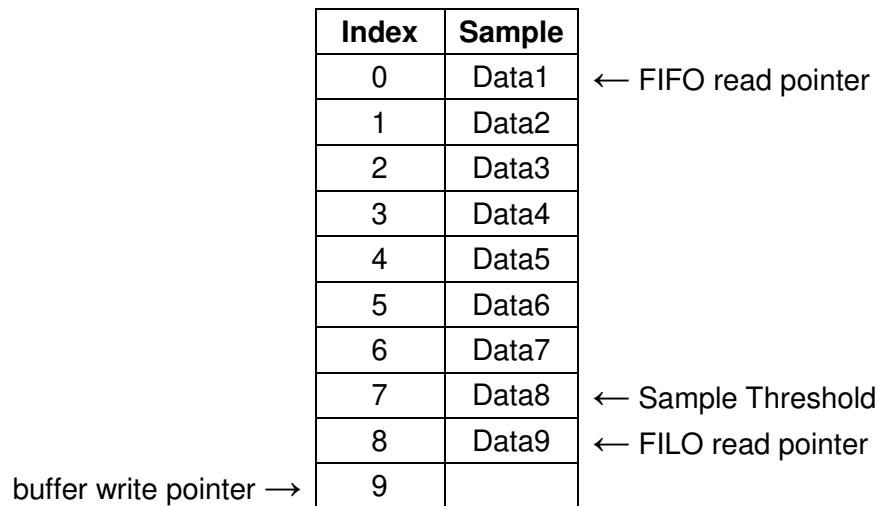 Index Sample
0 Data1 ← FIFO read pointer
1 Data2
2 Data3
3 Data4
4 Data5
5 Data6
6 Data7
7 Data8 ← Sample Threshold
8 Data9 ← FILO read pointer
buffer write pointer → 9